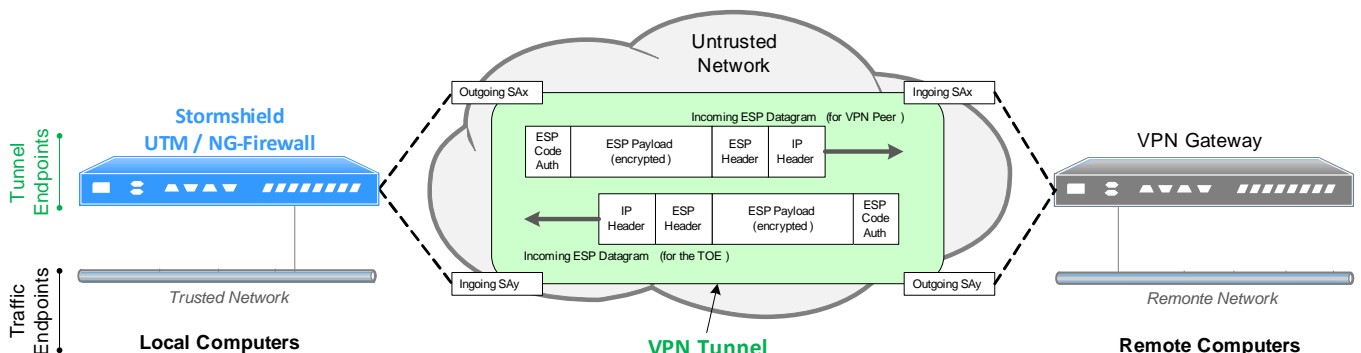 Untrusted
Network
Outgoing SAx
Ingoing SAx
Stormshield
UTM / NG-Firewall
Incoming ESP Datagram (for VPN Peer )
ESP
Code
Auth
ESP Payload
(encrypted )
ESP
Header
IP
Header
VPN Gateway
Tunnel
Endpoints
IP
Header
ESP
Header
ESP Payload
(encrypted )
ESP
Code
Auth
Incoming ESP Datagram (for the TOE )
Ingoing SAy
Outgoing SAy
Traffic
Endpoints
Trusted Network
Remonte Network
Local Computers
VPN Tunnel
Remote Computers